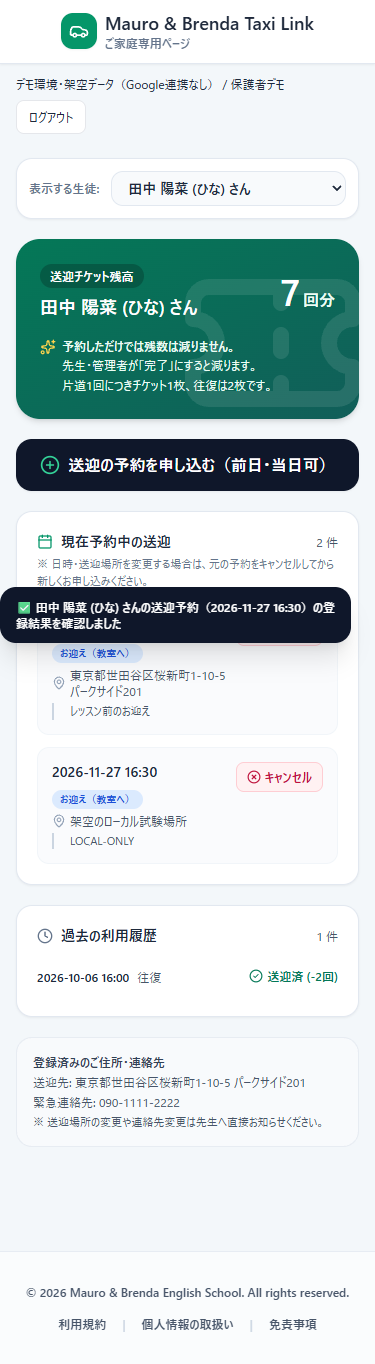 Mauro & Brenda Taxi Link
ご家庭専用ページ
デモ環境・架空データ（Google連携なし） / 保護者デモ
ログアウト
表示する生徒:
田中 陽菜 (ひな) さん
送迎チケット残高
田中 陽菜 (ひな) さん
7 回分
予約しただけでは残数は減りません。
先生・管理者が「完了」にすると減ります。
片道1回につきチケット1枚、往復は2枚です。
送迎の予約を申し込む（前日・当日可）
現在予約中の送迎
2 件
※ 日時・送迎場所を変更する場合は、元の予約をキャンセルしてから
新しくお申し込みください。
✅ 田中 陽菜 (ひな) さんの送迎予約（2026-11-27 16:30）の登
録結果を確認しました
お迎え（教室へ）
東京都世田谷区桜新町1-10-5
パークサイド201
レッスン前のお迎え
2026-11-27 16:30
キャンセル
お迎え（教室へ）
架空のローカル試験場所
LOCAL-ONLY
過去の利用履歴
1 件
2026-10-06 16:00 往復
送迎済 (-2回)
登録済みのご住所・連絡先
送迎先: 東京都世田谷区桜新町1-10-5 パークサイド201
緊急連絡先: 090-1111-2222
※ 送迎場所の変更や連絡先変更は先生へ直接お知らせください。
© 2026 Mauro & Brenda English School. All rights reserved.
利用規約 | 個人情報の取扱い | 免責事項